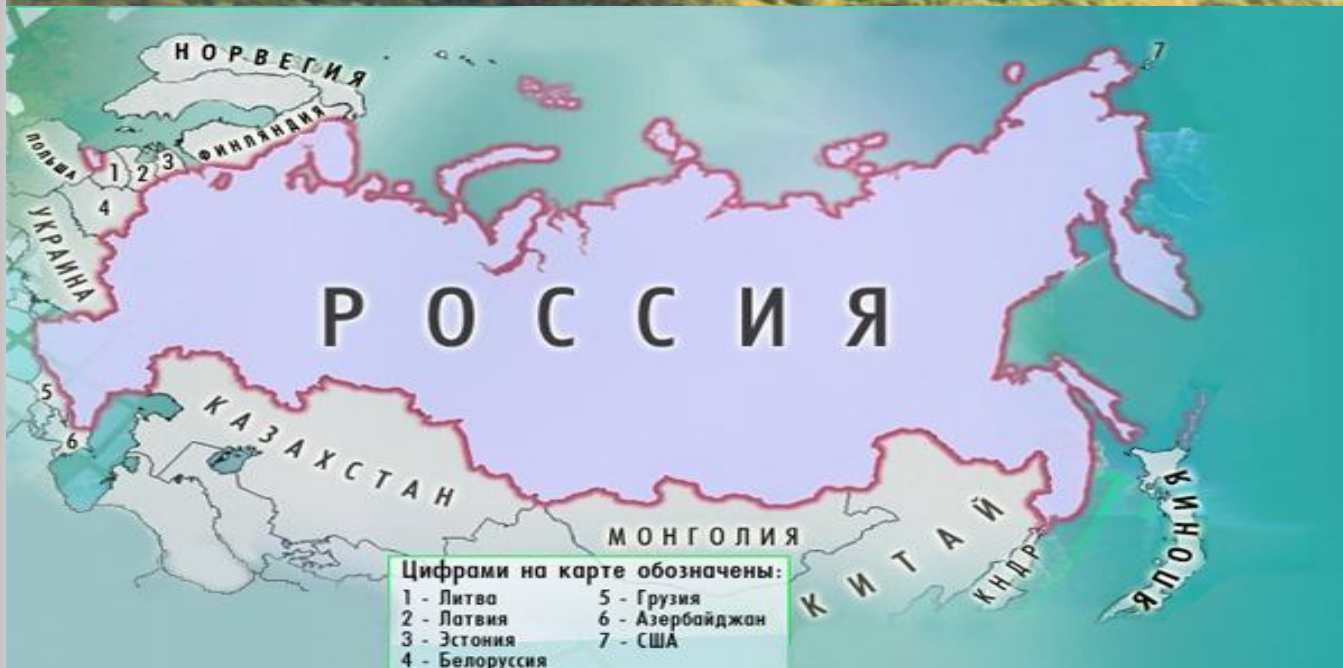 НОРВЕГИЯ
7
ФИНЛЯНДИЯ
ПОЛЬША
1
2
3
4
УКРАИНА
РОССИЯ
5
6
КАЗАХСТАН
МОНГОЛИЯ
КИТАЙ
КНДР
ЯПОНИЯ
Цифрами на карте обозначены:
1 - Литва
2 - Латвия
3 - Эстония
4 - Белоруссия
5 - Грузия
6 - Азербайджан
7 - США